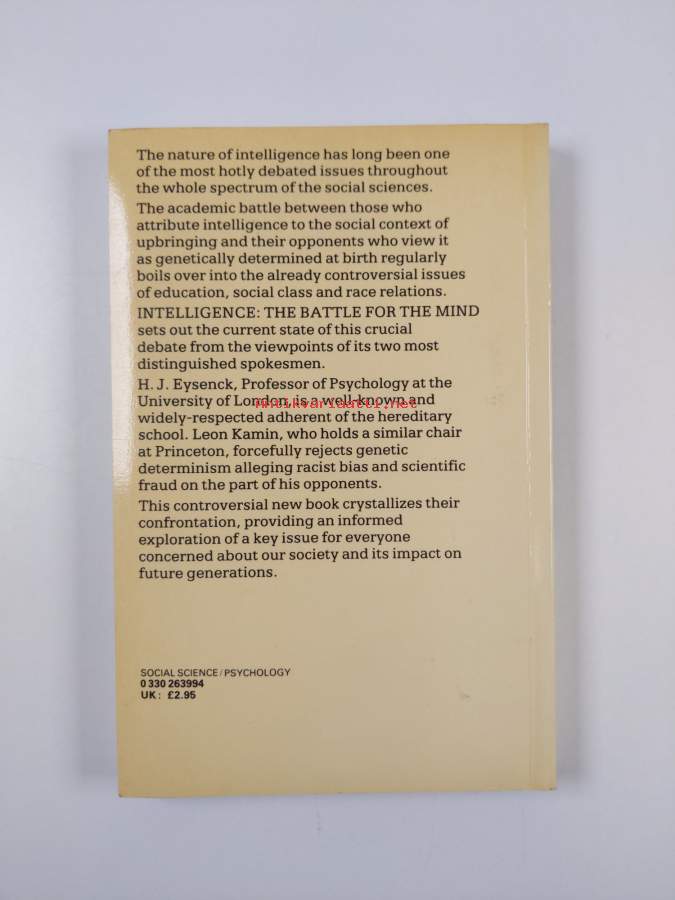 The nature of intelligence has long been one
of the most hotly debated issues throughout
the whole spectrum of the social sciences.
The academic battle between those who
attribute intelligence to the social context of
upbringing and their opponents who view it
as genetically determined at birth regularly
boils over into the already controversial issues
of education, social class and race relations.
INTELLIGENCE: THE BATTLE FOR THE MIND
sets out the current state of this crucial
debate from the viewpoints of its two most
distinguished spokesmen.
H. J. Eysenck, Professor of Psychology at the
University of London, is a well-known and
antikvariaatti.net
widely-respected adherent of the hereditary
school. Leon Kamin, who holds a similar chair
at Princeton, forcefully rejects genetic
determinism alleging racist bias and scientific
fraud on the part of his opponents.
This controversial new book crystallizes their
confrontation, providing an informed
exploration of a key issue for everyone
concerned about our society and its impact on
future generations.
SOCIAL SCIENCE/PSYCHOLOGY
0 330 263994
UK: £2.95